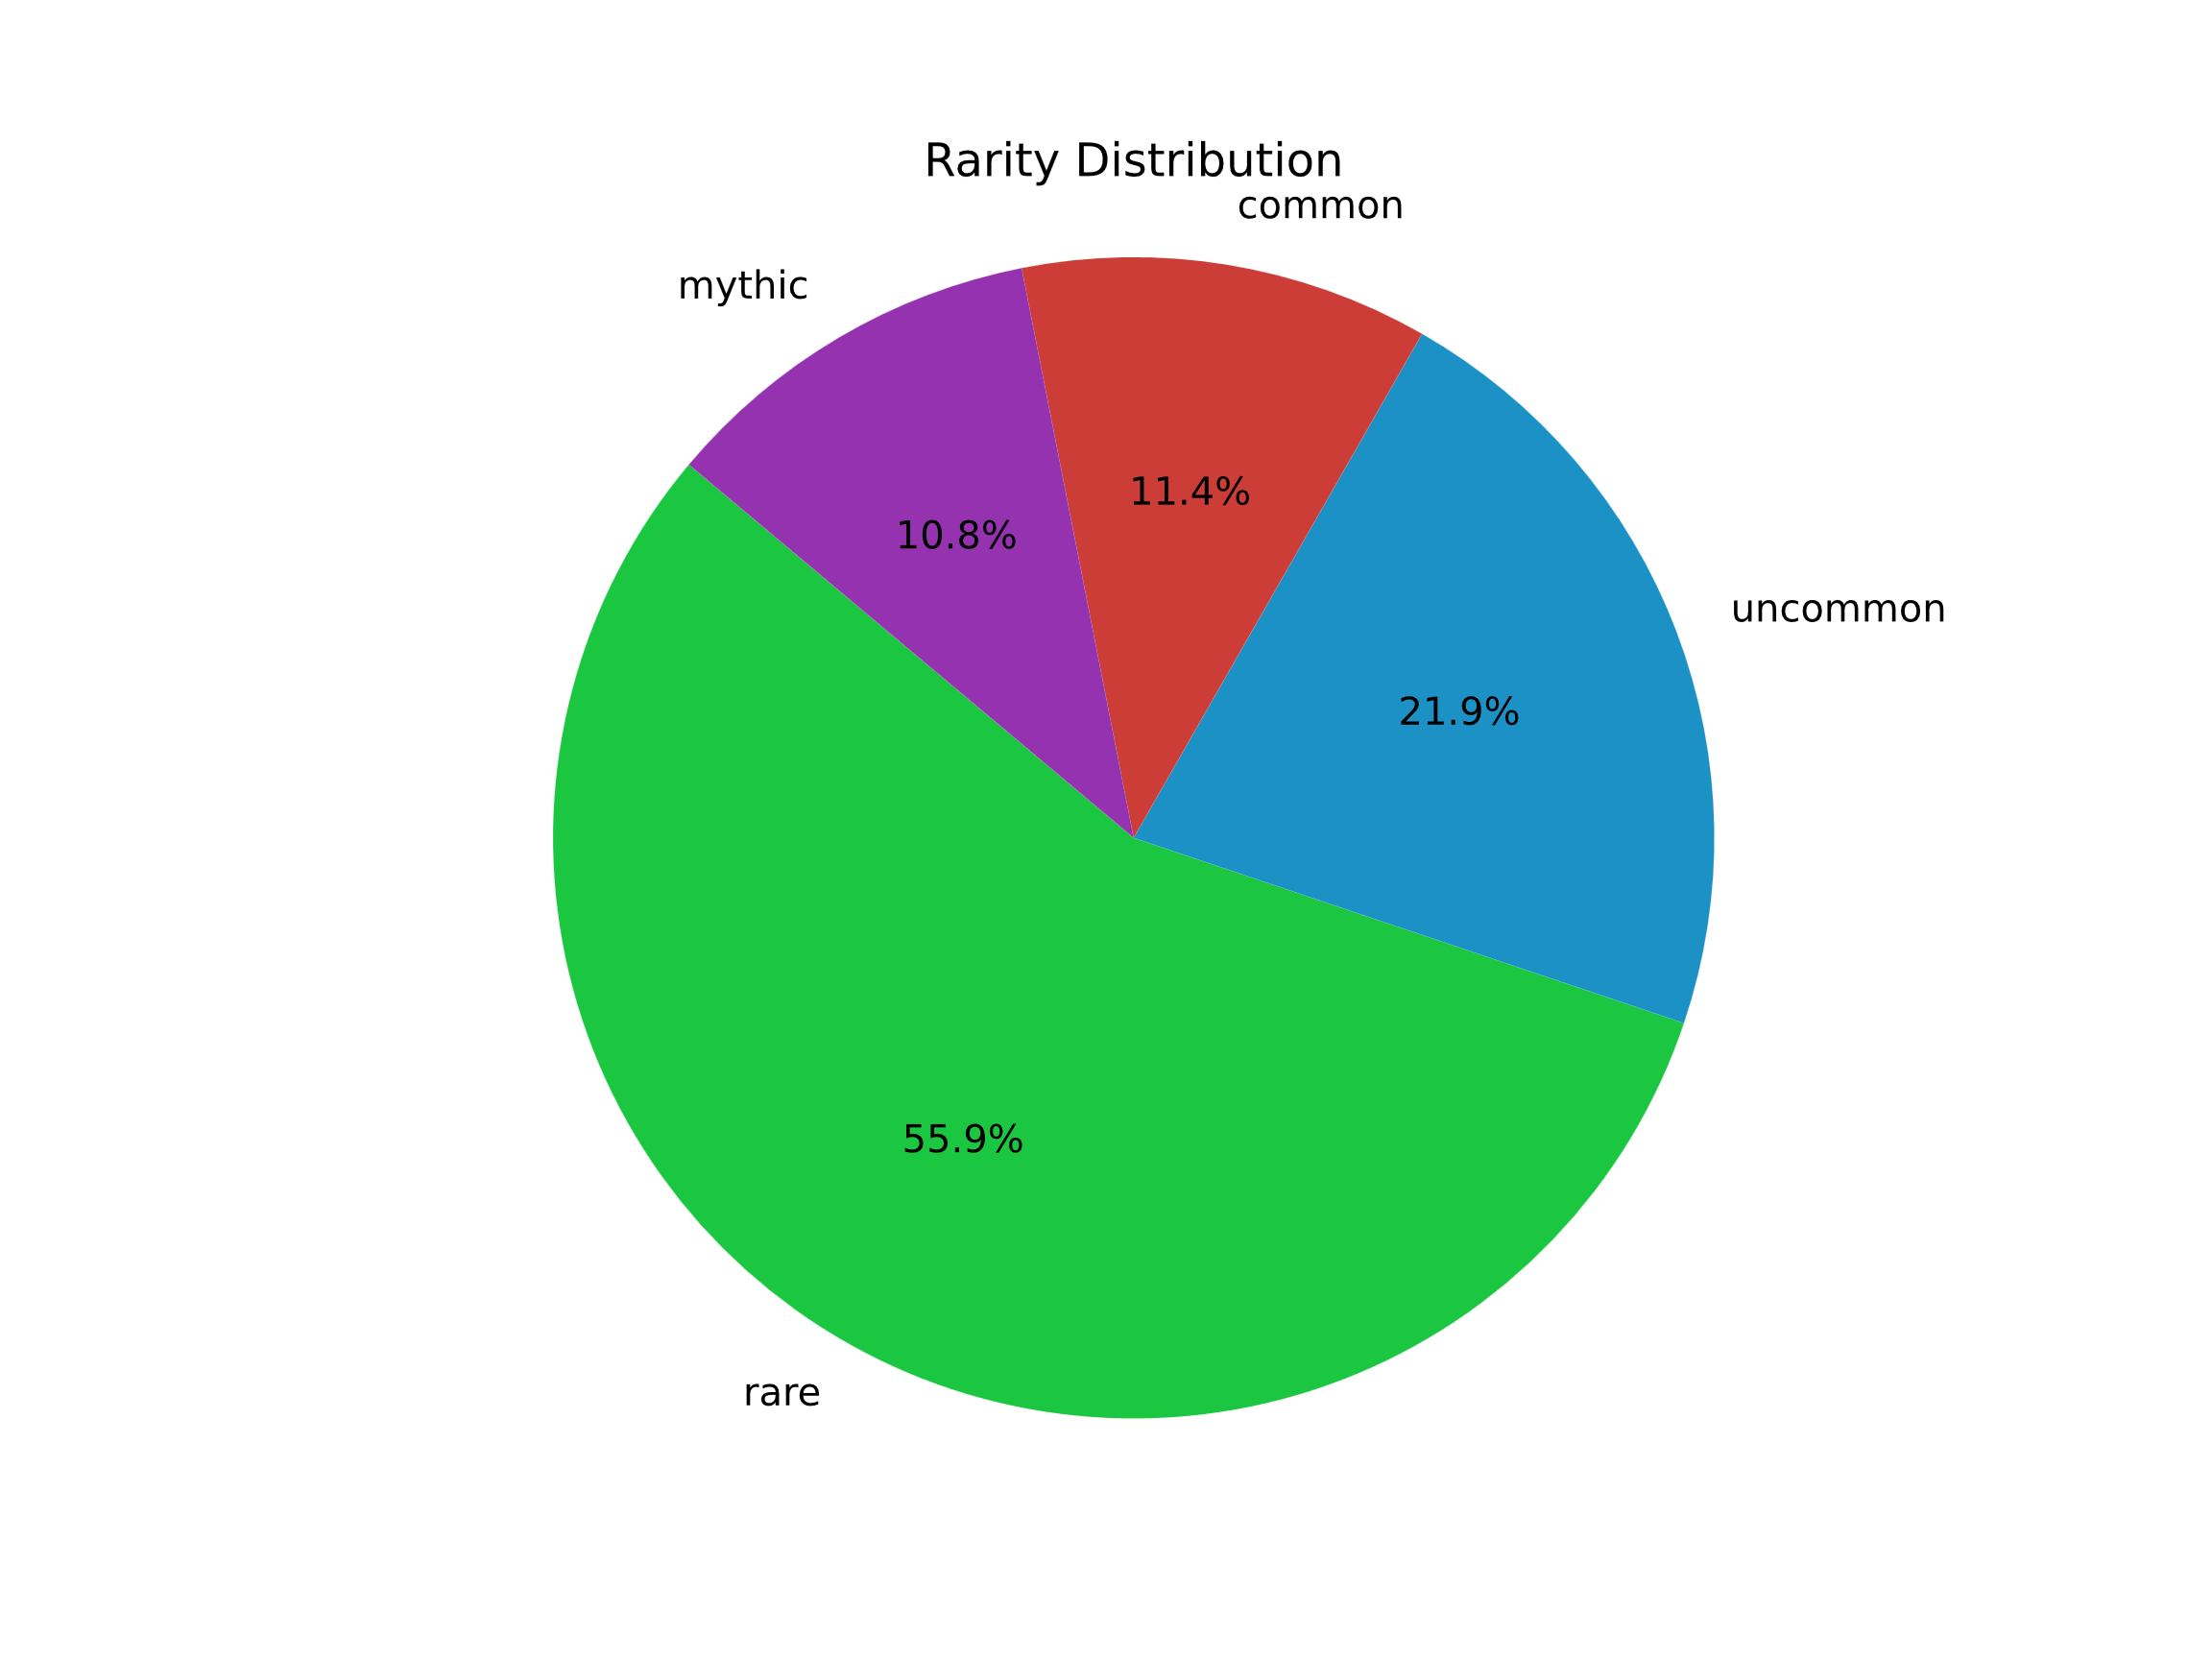 Rarity Distribution
common
mythic
11.4%
10.8%
uncommon
21.9%
55.9%
rare